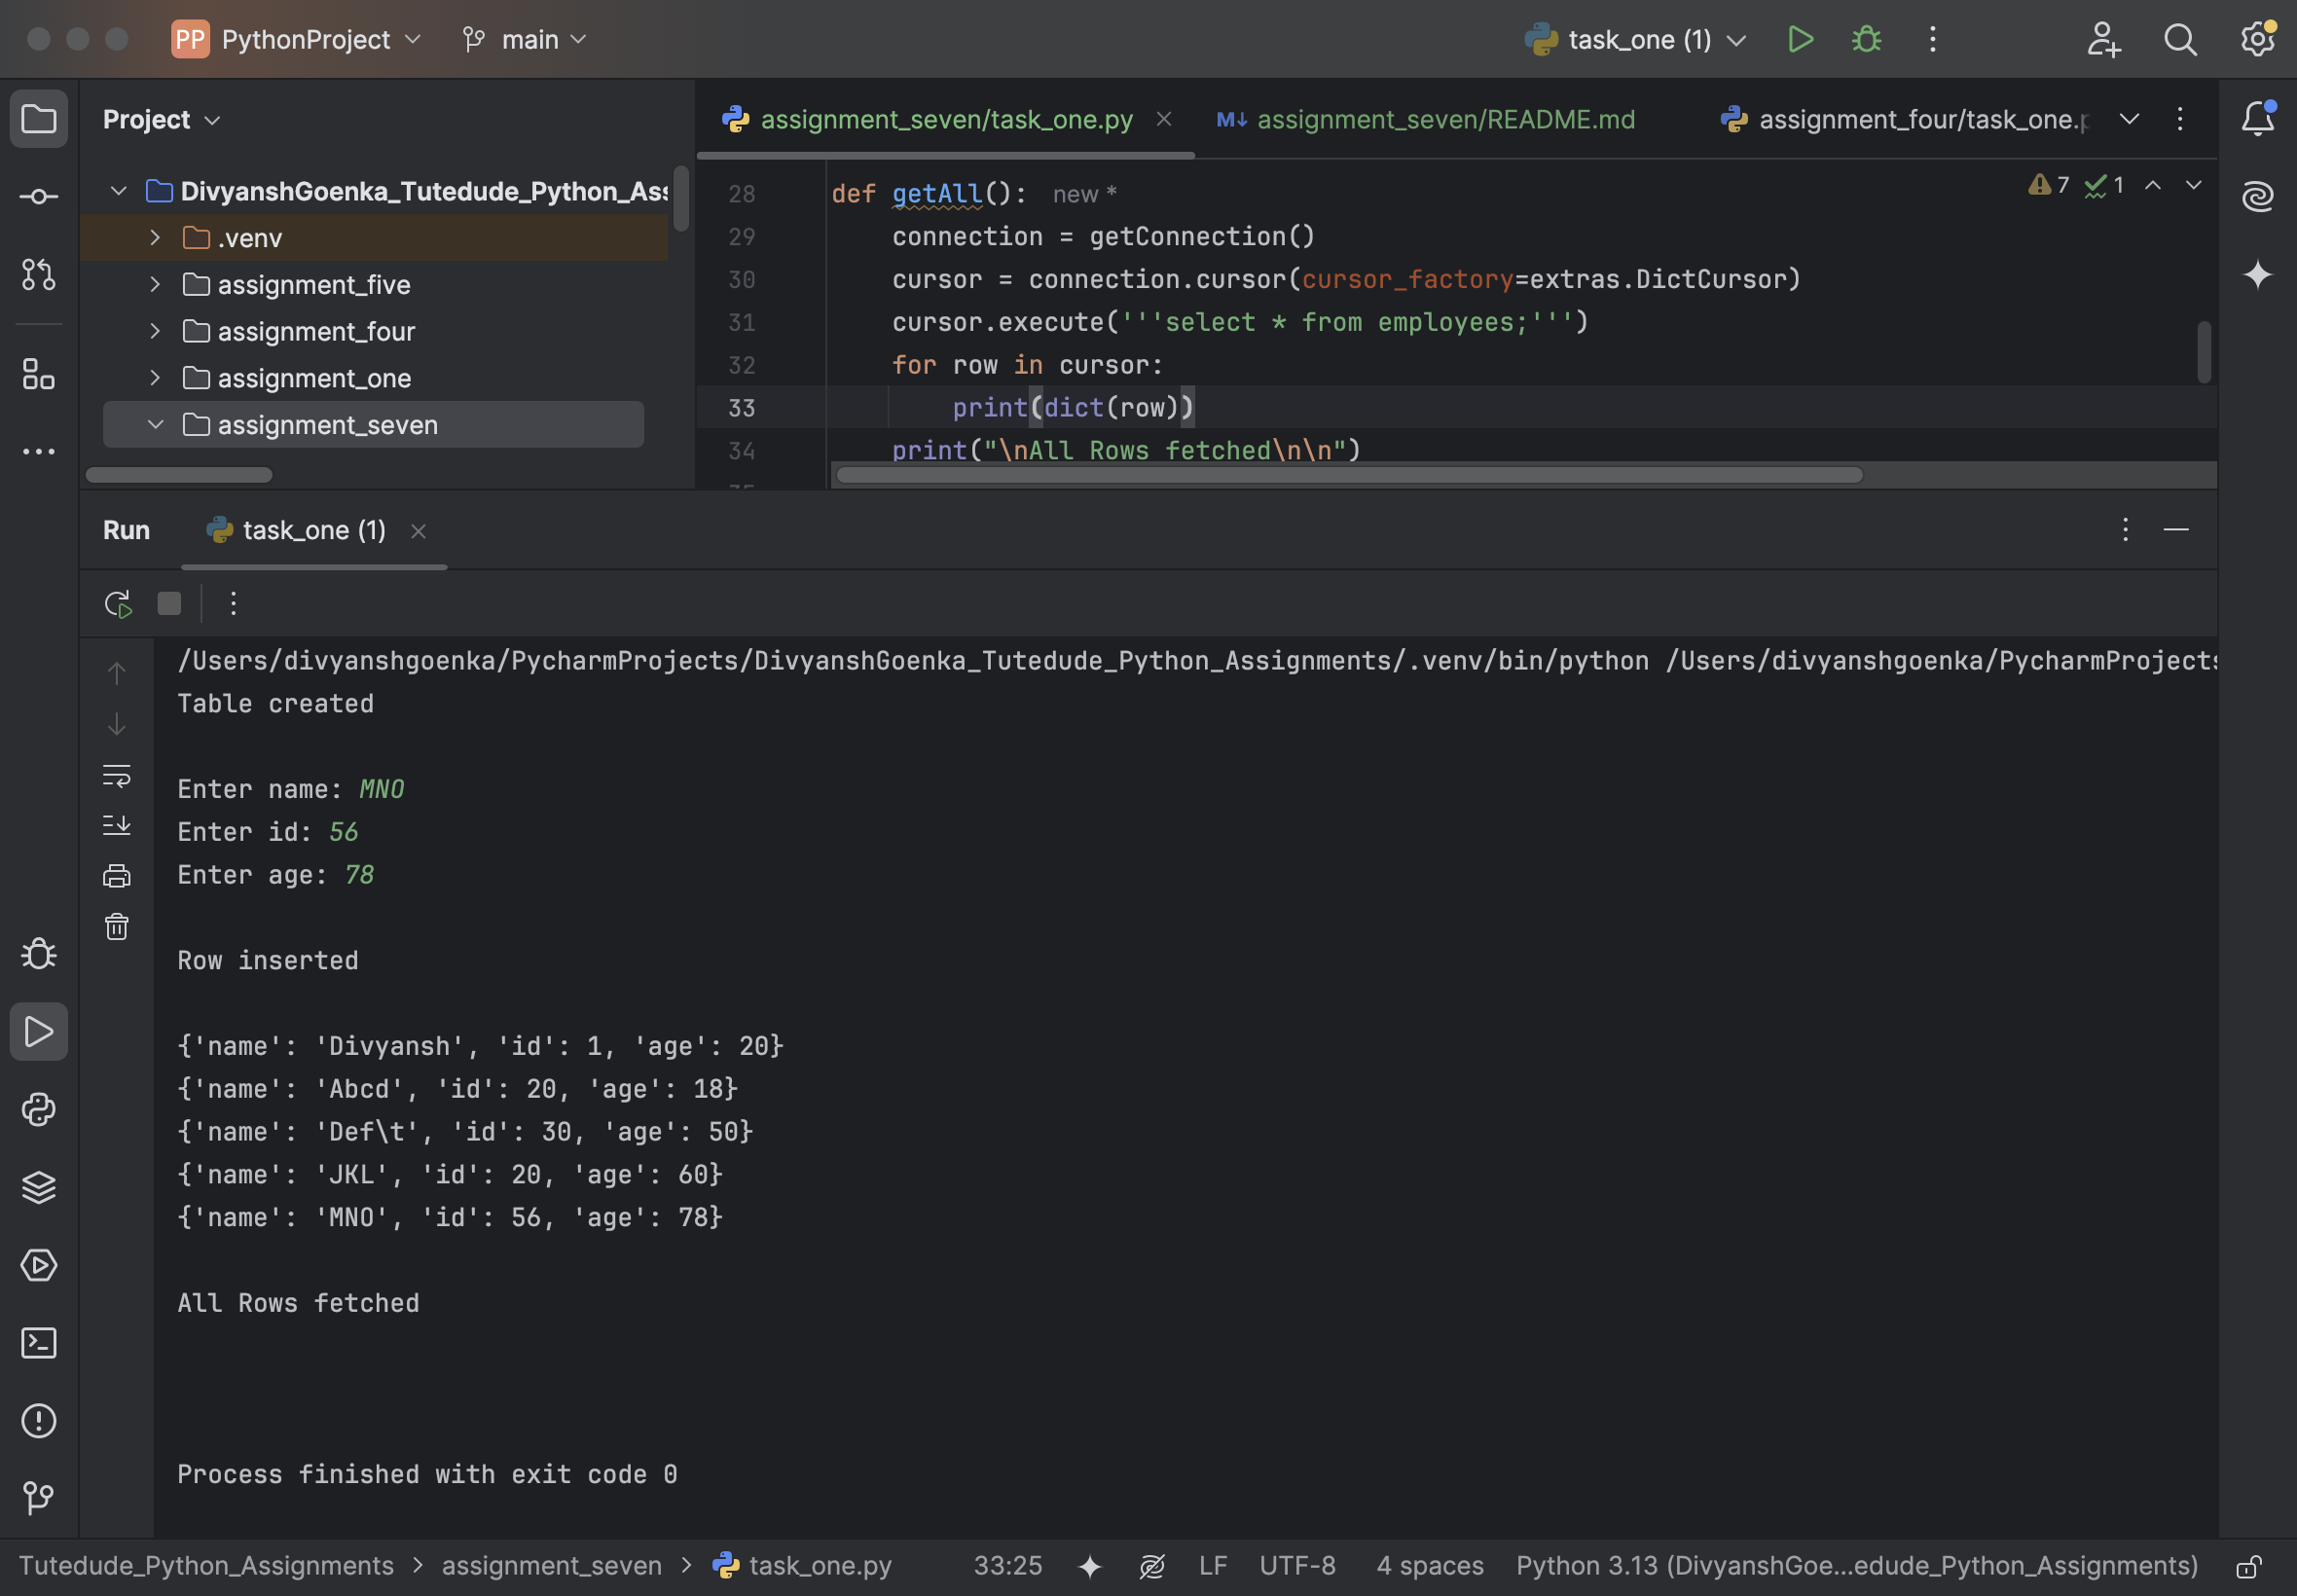 PP PythonProject main task_one (1)
Project
assignment_seven/task_one.py M↓ assignment_seven/README.md assignment_four/task_one.p
DivyanshGoenka_Tutedude_Python_Ass
.venv
assignment_five
assignment_four
assignment_one
assignment_seven
7 1
28 def getAll(): new *
29 connection = getConnection()
30 cursor = connection.cursor(cursor_factory=extras.DictCursor)
31 cursor.execute('''select * from employees;''')
32 for row in cursor:
33 print(dict(row))
34 print("\nAll Rows fetched\n\n")
Run task_one (1)
/Users/divyanshgoenka/PycharmProjects/DivyanshGoenka_Tutedude_Python_Assignments/.venv/bin/python /Users/divyanshgoenka/PycharmProjects
Table created
Enter name: MNO
Enter id: 56
Enter age: 78
Row inserted
{'name': 'Divyansh', 'id': 1, 'age': 20}
{'name': 'Abcd', 'id': 20, 'age': 18}
{'name': 'Def\t', 'id': 30, 'age': 50}
{'name': 'JKL', 'id': 20, 'age': 60}
{'name': 'MNO', 'id': 56, 'age': 78}
All Rows fetched
Process finished with exit code 0
Tutedude_Python_Assignments > assignment_seven > task_one.py 33:25 LF UTF-8 4 spaces Python 3.13 (DivyanshGoe...edude_Python_Assignments)